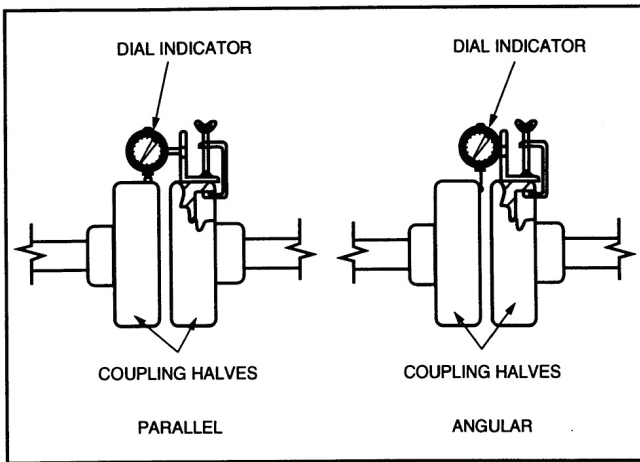 DIAL INDICATOR
DIAL INDICATOR
COUPLING HALVES
COUPLING HALVES
PARALLEL
ANGULAR